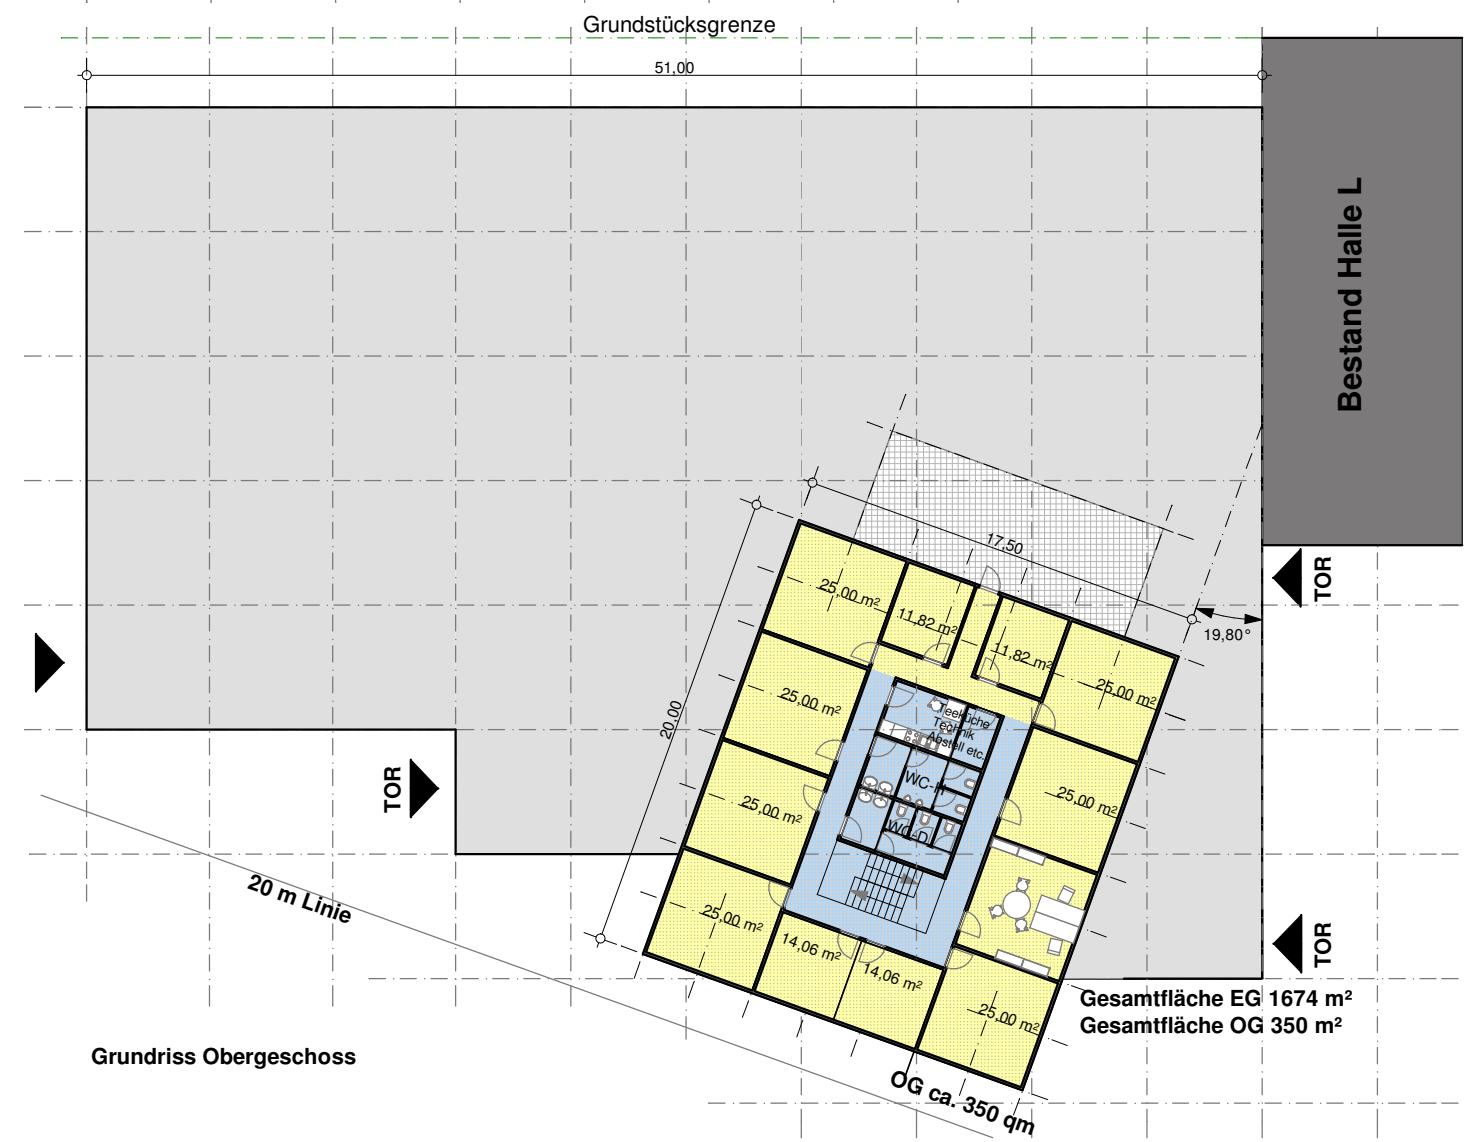 Grundstücksgrenze
51,00
Bestand Halle L
17,50
TOR
19,80°
25,00 m²
11,82 m²
11,82 m²
25,00 m²
25,00 m²
20,00
Teeküche
Technik
Abstell etc.
WC-H
25,00 m²
25,00 m²
WC-D
TOR
20 m Linie
25,00 m²
14,06 m²
14,06 m²
25,00 m²
TOR
Gesamtfläche EG 1674 m²
Gesamtfläche OG 350 m²
Grundriss Obergeschoss
OG ca. 350 qm